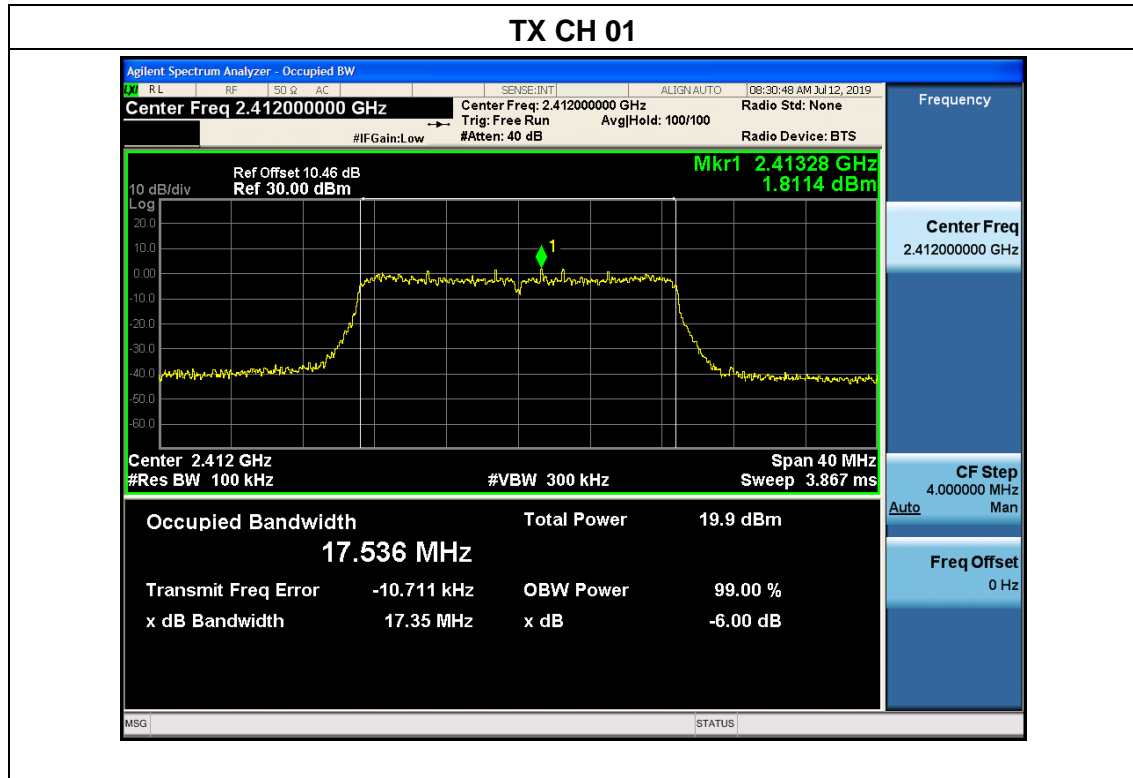 TX CH 01
Agilent Spectrum Analyzer - Occupied BW
LXI RL RF 50 Ω AC SENSE:INT ALIGN AUTO 08:30:48 AM Jul 12, 2019
Center Freq 2.412000000 GHz
Center Freq: 2.412000000 GHz
Radio Std: None
Trig: Free Run Avg|Hold: 100/100
#IFGain:Low
#Atten: 40 dB
Radio Device: BTS
Frequency
Mkr1 2.41328 GHz
1.8114 dBm
Ref Offset 10.46 dB
10 dB/div Ref 30.00 dBm
Log
20.0
10.0
0.00
-10.0
-20.0
-30.0
-40.0
-50.0
-60.0
1
Center 2.412 GHz
Span 40 MHz
#Res BW 100 kHz
#VBW 300 kHz
Sweep 3.867 ms
Center Freq
2.412000000 GHz
CF Step
4.000000 MHz
Auto Man
Freq Offset
0 Hz
Occupied Bandwidth
17.536 MHz
Total Power 19.9 dBm
Transmit Freq Error -10.711 kHz
OBW Power 99.00 %
x dB Bandwidth 17.35 MHz
x dB -6.00 dB
MSG
STATUS